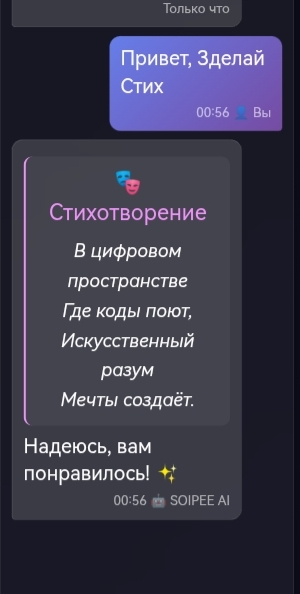 Только что
Привет, Зделай
Стих
00:56 👤 Вы
🎭
Стихотворение
В цифровом
пространстве
Где коды поют,
Искусственный
разум
Мечты создаёт.
Надеюсь, вам
понравилось! ✨
00:56 🤖 SOIPEE AI